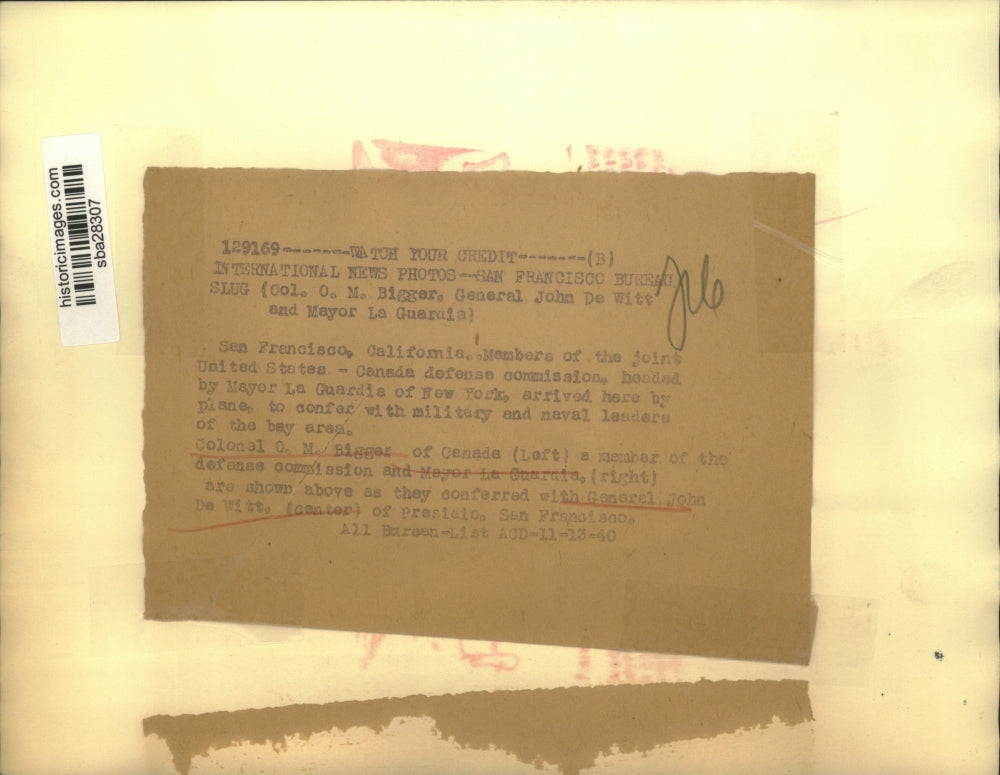 historicimages.com
sba28307
129169-------WATCH YOUR CREDIT-------(B)
INTERNATIONAL NEWS PHOTOS--SAN FRANCISCO BUREAU
SLUG (Col. O. M. Bigger, General John De Witt
and Mayor La Guardia)
San Francisco, California..Members of the joint
United States - Canada defense commission, headed
by Mayor La Guardia of New York, arrived here by
plane, to confer with military and naval leaders
of the bay area.
Colonel O. M. Bigger of Canada (Left) a member of the
defense commission and Mayor La Guardia, (right)
are shown above as they conferred with General John
De Witt, (center) of Presidio, San Francisco.
All Bureau-List ACD-11-13-40